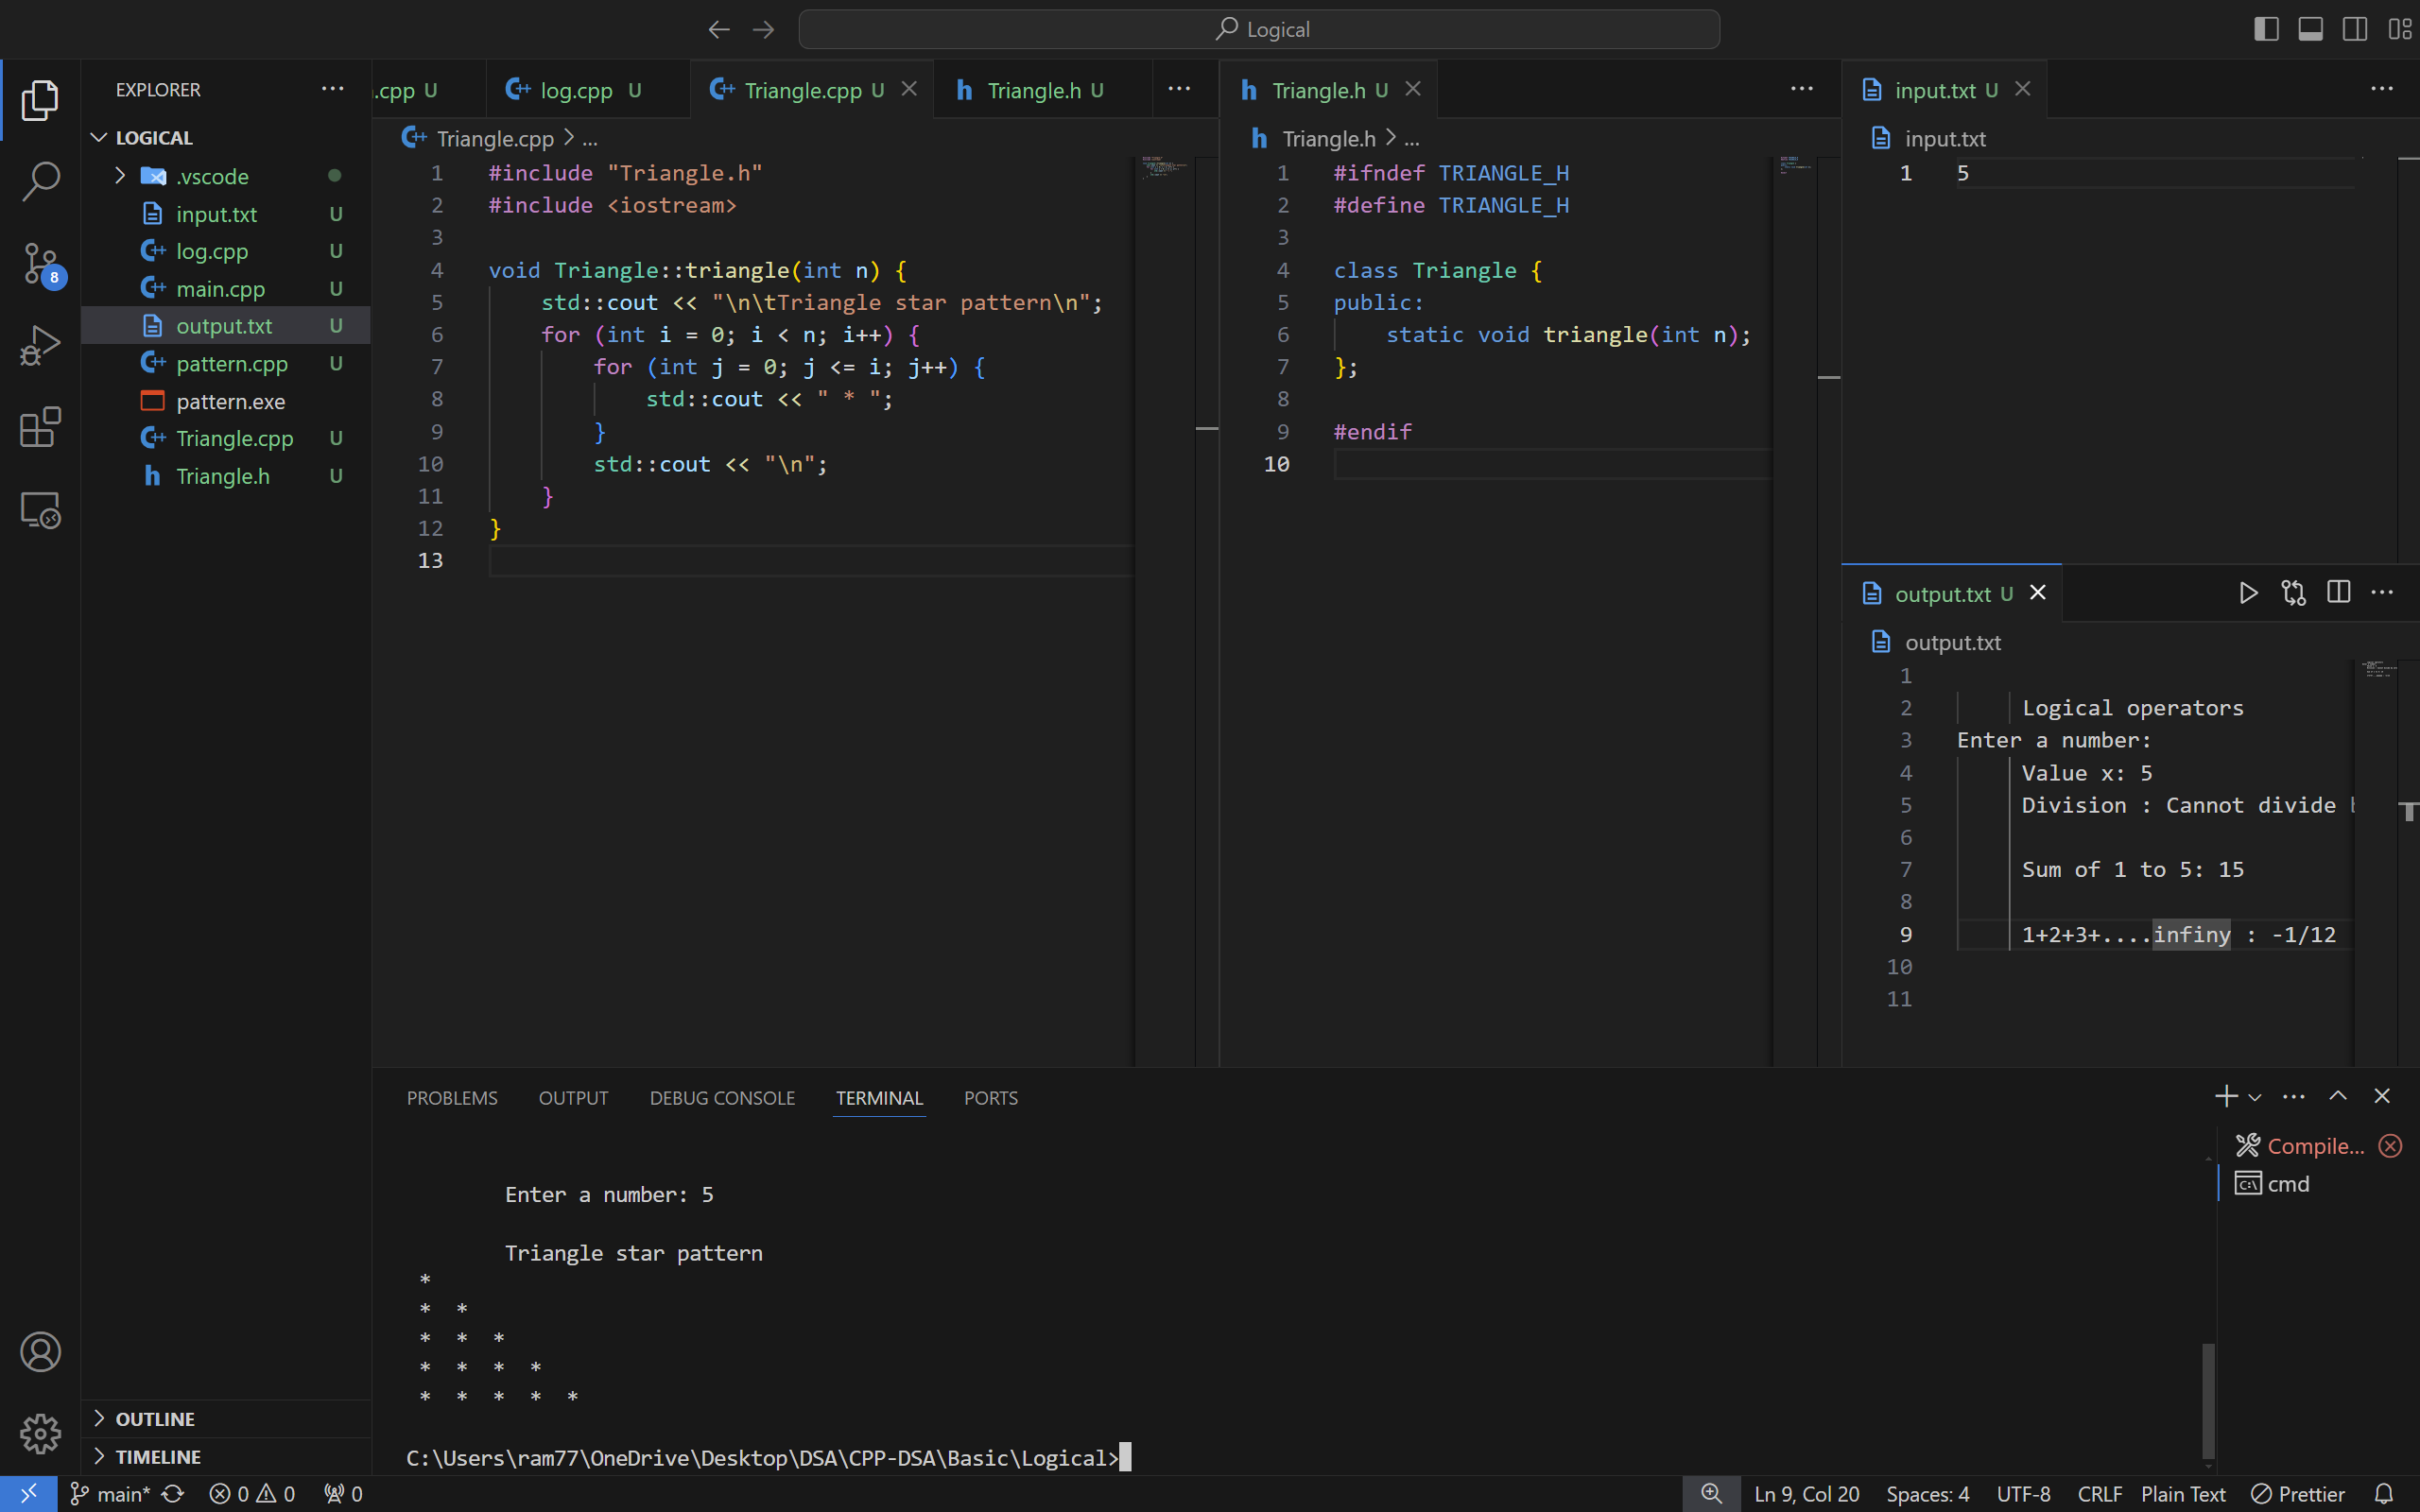 Logical
EXPLORER
LOGICAL
.vscode
input.txt U
log.cpp U
main.cpp U
output.txt U
pattern.cpp U
pattern.exe
Triangle.cpp U
Triangle.h U
OUTLINE
TIMELINE
8
.cpp U log.cpp U Triangle.cpp U Triangle.h U
Triangle.cpp > ...
1 #include "Triangle.h"
2 #include <iostream>
3
4 void Triangle::triangle(int n) {
5 std::cout << "\n\tTriangle star pattern\n";
6 for (int i = 0; i < n; i++) {
7 for (int j = 0; j <= i; j++) {
8 std::cout << " * ";
9 }
10 std::cout << "\n";
11 }
12 }
13
Triangle.h U
Triangle.h > ...
1 #ifndef TRIANGLE_H
2 #define TRIANGLE_H
3
4 class Triangle {
5 public:
6 static void triangle(int n);
7 };
8
9 #endif
10
input.txt U
input.txt
1 5
output.txt U
output.txt
1
2 Logical operators
3 Enter a number:
4 Value x: 5
5 Division : Cannot divide
6
7 Sum of 1 to 5: 15
8
9 1+2+3+....infiny : -1/12
10
11
PROBLEMS OUTPUT DEBUG CONSOLE TERMINAL PORTS
Enter a number: 5
Triangle star pattern
*
* *
* * *
* * * *
* * * * *
C:\Users\ram77\OneDrive\Desktop\DSA\CPP-DSA\Basic\Logical>
Compile...
cmd
main* 0 0 0
Ln 9, Col 20 Spaces: 4 UTF-8 CRLF Plain Text Prettier